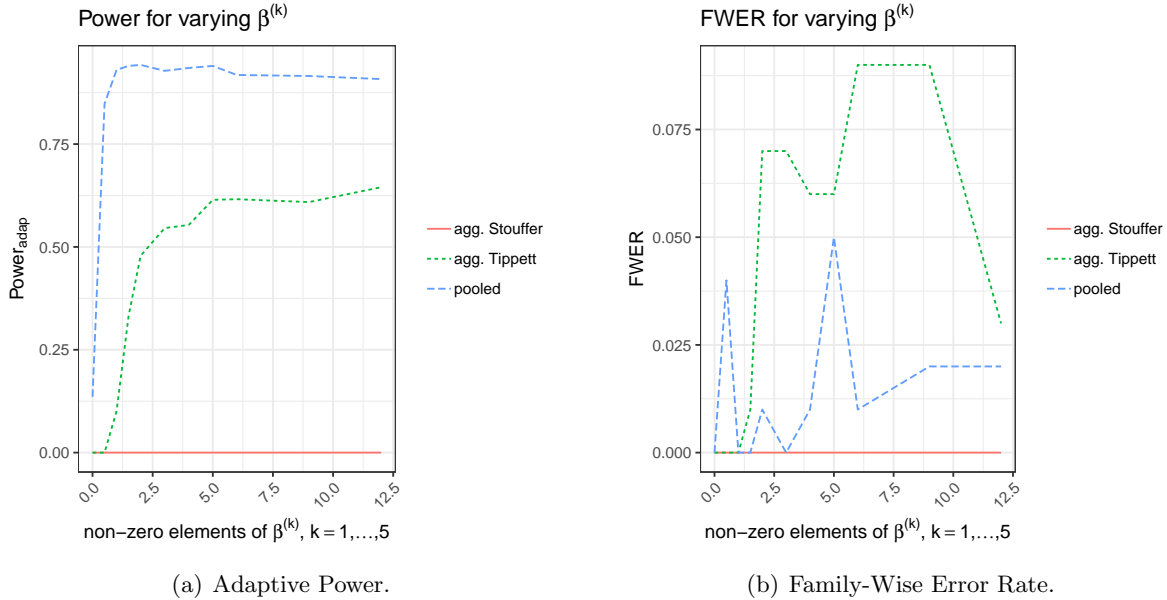 Power for varying β(k)
Power_adap
0.75
0.50
0.25
0.00
0.0
2.5
5.0
7.5
10.0
12.5
non−zero elements of β(k), k = 1,...,5
agg. Stouffer
agg. Tippett
pooled
(a) Adaptive Power.
FWER for varying β(k)
FWER
0.075
0.050
0.025
0.000
0.0
2.5
5.0
7.5
10.0
12.5
non−zero elements of β(k), k = 1,...,5
agg. Stouffer
agg. Tippett
pooled
(b) Family-Wise Error Rate.